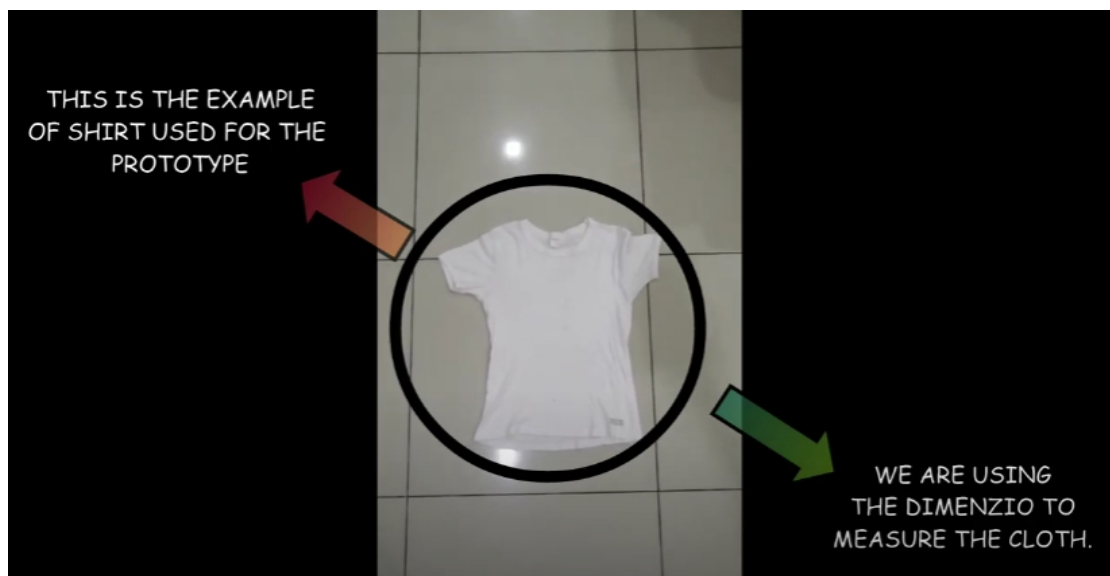 THIS IS THE EXAMPLE
OF SHIRT USED FOR THE
PROTOTYPE
WE ARE USING
THE DIMENZIO TO
MEASURE THE CLOTH.